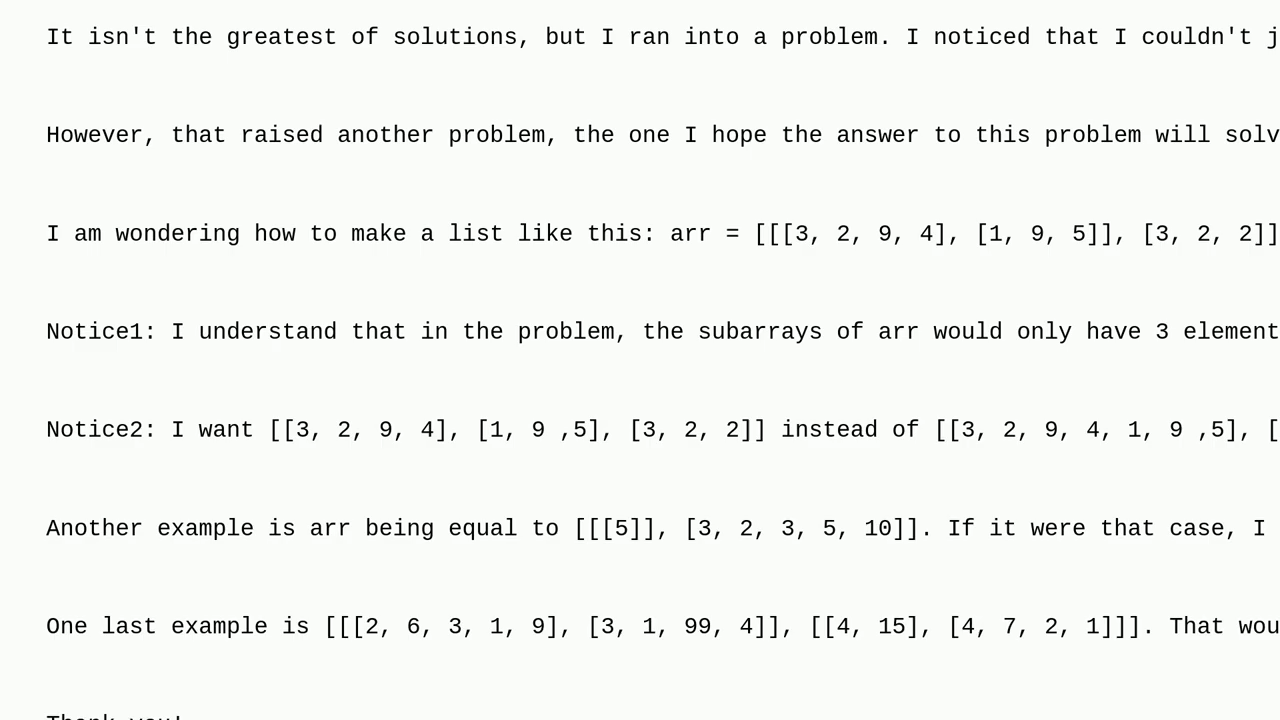 It isn't the greatest of solutions, but I ran into a problem. I noticed that I couldn't j
However, that raised another problem, the one I hope the answer to this problem will solv
I am wondering how to make a list like this: arr = [[[3, 2, 9, 4], [1, 9, 5]], [3, 2, 2]]
Notice1: I understand that in the problem, the subarrays of arr would only have 3 element
Notice2: I want [[3, 2, 9, 4], [1, 9 ,5], [3, 2, 2]] instead of [[3, 2, 9, 4, 1, 9 ,5], [
Another example is arr being equal to [[[5]], [3, 2, 3, 5, 10]]. If it were that case, I
One last example is [[[2, 6, 3, 1, 9], [3, 1, 99, 4]], [[4, 15], [4, 7, 2, 1]]]. That wou
Thank you!